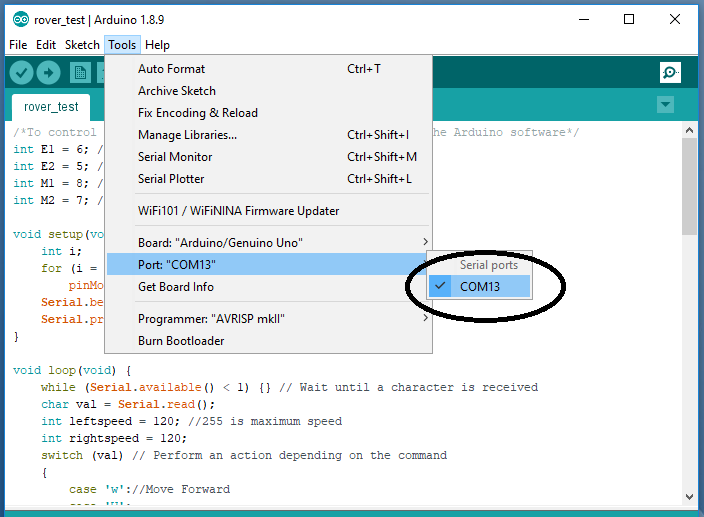 rover_test | Arduino 1.8.9
File Edit Sketch Tools Help
rover_test
Auto Format Ctrl+T
Archive Sketch
Fix Encoding & Reload
Manage Libraries... Ctrl+Shift+I
Serial Monitor Ctrl+Shift+M
Serial Plotter Ctrl+Shift+L
WiFi101 / WiFiNINA Firmware Updater
Board: "Arduino/Genuino Uno"
Port: "COM13"
Get Board Info
Programmer: "AVRISP mkII"
Burn Bootloader
Serial ports
COM13
/*To control he Arduino software*/
int E1 = 6; /
int E2 = 5; /
int M1 = 8; /
int M2 = 7; /
void setup(vo
int i;
for (i =
pinMo
Serial.be
Serial.pr
}
void loop(void) {
while (Serial.available() < 1) {} // Wait until a character is received
char val = Serial.read();
int leftspeed = 120; //255 is maximum speed
int rightspeed = 120;
switch (val) // Perform an action depending on the command
{
case 'w'://Move Forward